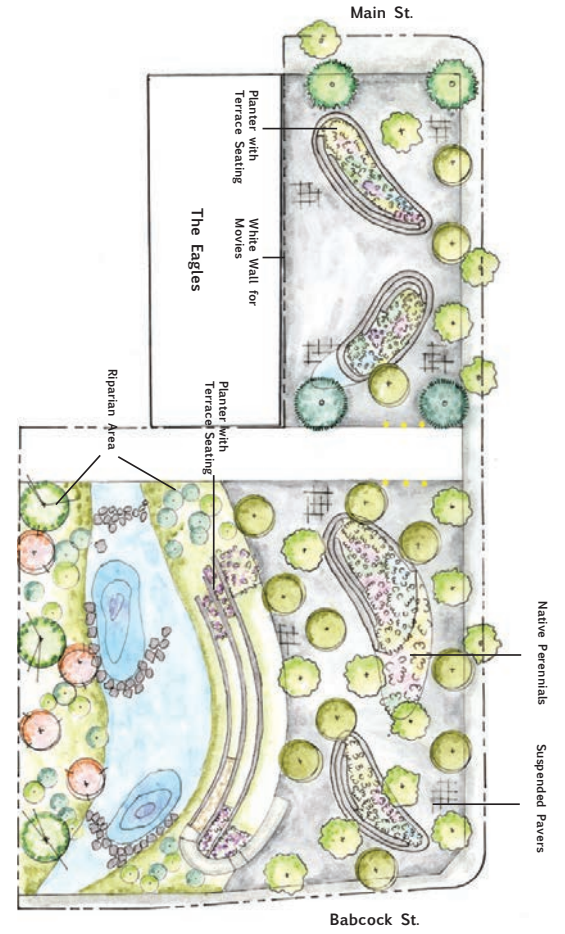 Main St.
Planter with
Terrace Seating
White Wall for
Movies
The Eagles
Planter with
Terrace Seating
Riparian Area
Native Perennials
Suspended Pavers
Babcock St.